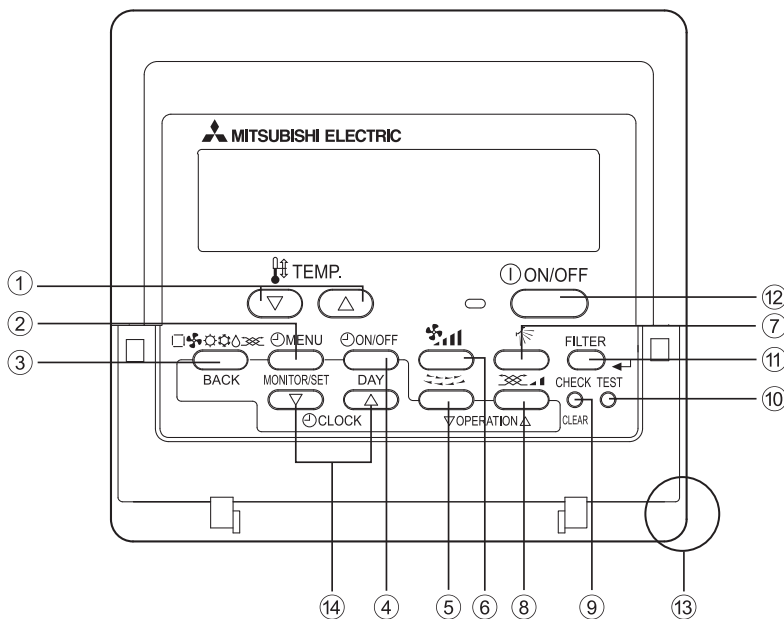 MITSUBISHI ELECTRIC
TEMP.
ON/OFF
① ⑫
② MENU ON/OFF FILTER ⑦
③ ⑪
BACK MONITOR/SET DAY CHECK TEST ⑩
CLOCK ▽OPERATION△ CLEAR
⑭ ④ ⑤ ⑥ ⑧ ⑨ ⑬